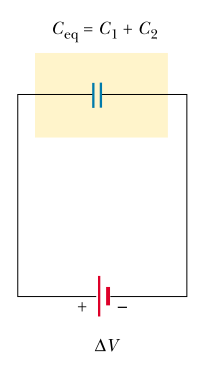 C_eq = C_1 + C_2
+ −
ΔV